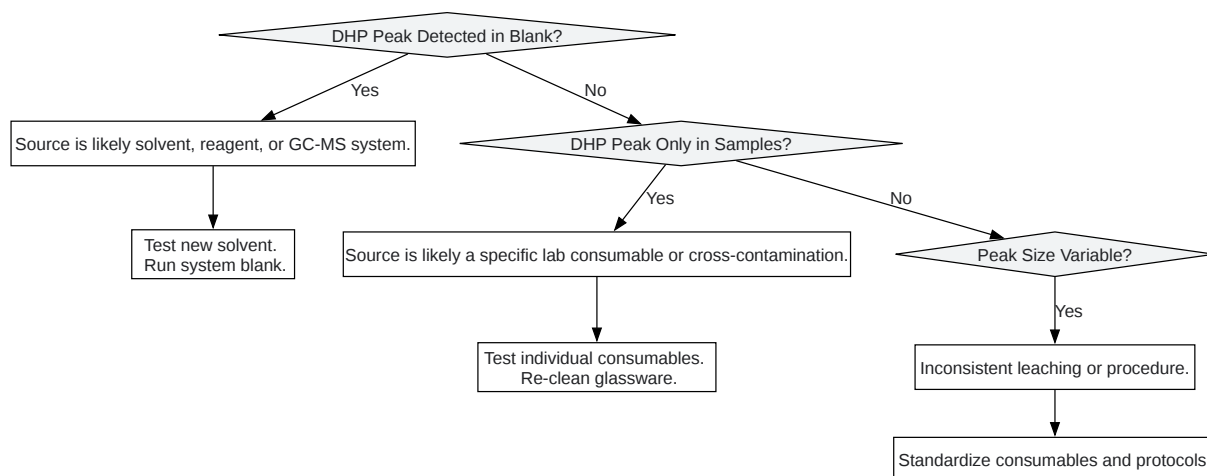 DHP Peak Detected in Blank?
Yes
No
Source is likely solvent, reagent, or GC-MS system.
DHP Peak Only in Samples?
Yes
No
Test new solvent.
Run system blank.
Source is likely a specific lab consumable or cross-contamination.
Peak Size Variable?
Yes
Test individual consumables.
Re-clean glassware.
Inconsistent leaching or procedure.
Standardize consumables and protocols